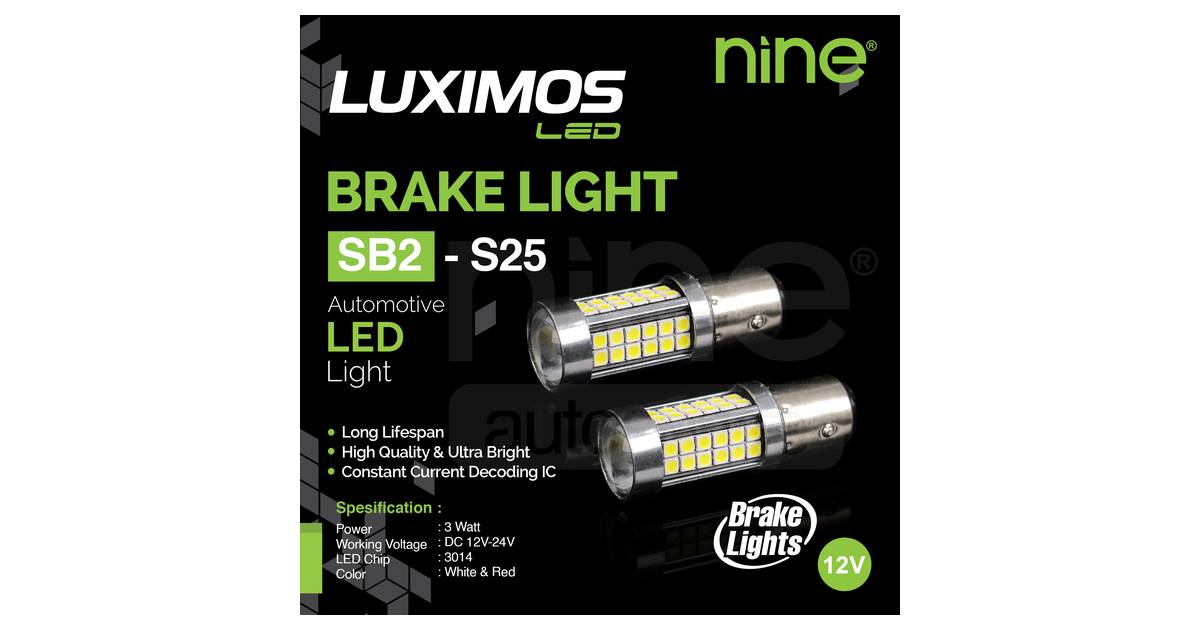 nine®
LUXIMOS
LED
BRAKE LIGHT
SB2 - S25
Automotive
LED
Light
nine®
auto
• Long Lifespan
• High Quality & Ultra Bright
• Constant Current Decoding IC
Spesification :
Power : 3 Watt
Working Voltage : DC 12V-24V
LED Chip : 3014
Color : White & Red
Brake
Lights
12V